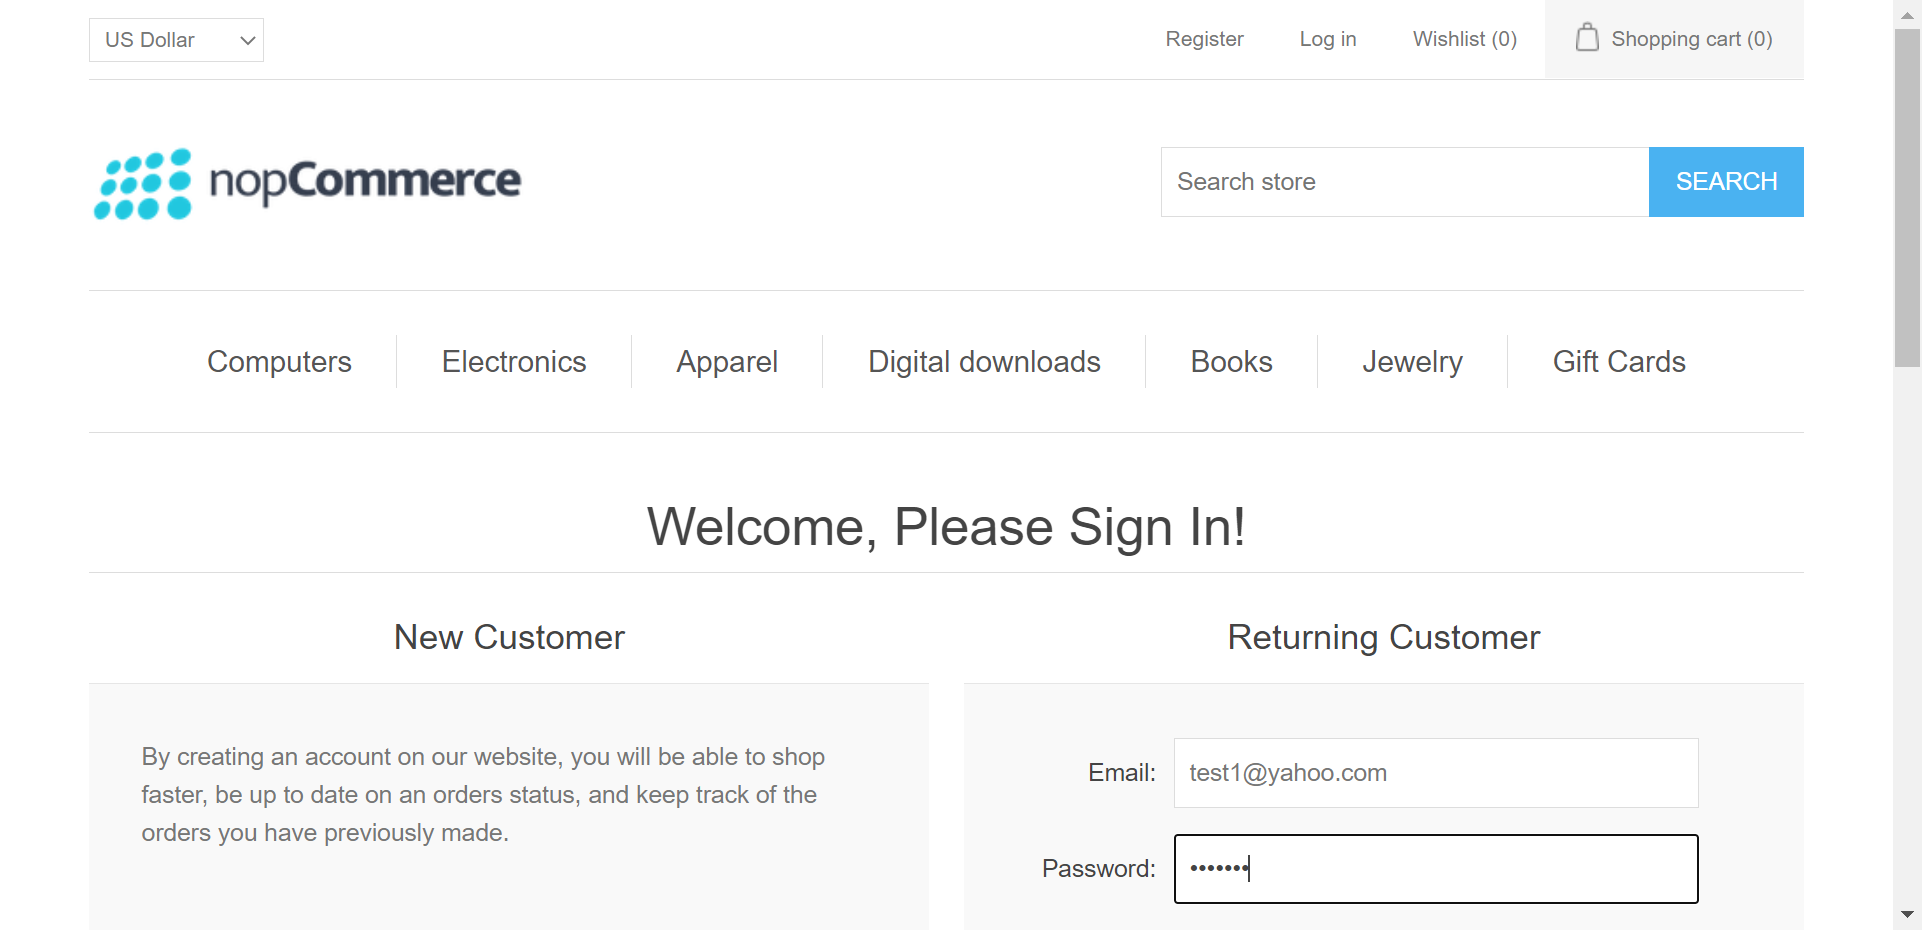 US Dollar
Register
Log in
Wishlist (0)
Shopping cart (0)
nopCommerce
Search store
SEARCH
Computers
Electronics
Apparel
Digital downloads
Books
Jewelry
Gift Cards
Welcome, Please Sign In!
New Customer
By creating an account on our website, you will be able to shop
faster, be up to date on an orders status, and keep track of the
orders you have previously made.
Returning Customer
Email:
test1@yahoo.com
Password:
•••••••